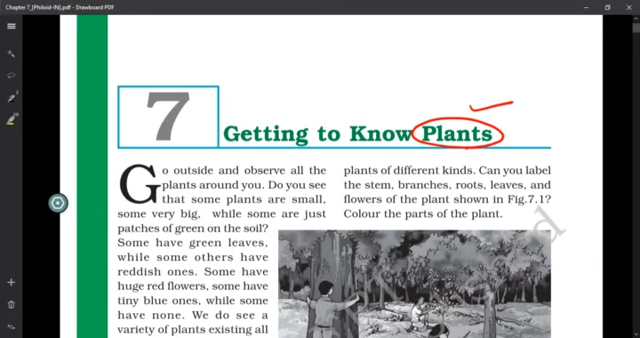 Chapter 7_[Philoid-IN].pdf - Drawboard PDF
7
Getting to Know Plants
Go outside and observe all the
plants around you. Do you see
that some plants are small,
some very big, while some are just
patches of green on the soil?
Some have green leaves,
while some others have
reddish ones. Some have
huge red flowers, some have
tiny blue ones, while some
have none. We do see a
variety of plants existing all
plants of different kinds. Can you label
the stem, branches, roots, leaves, and
flowers of the plant shown in Fig.7.1?
Colour the parts of the plant.